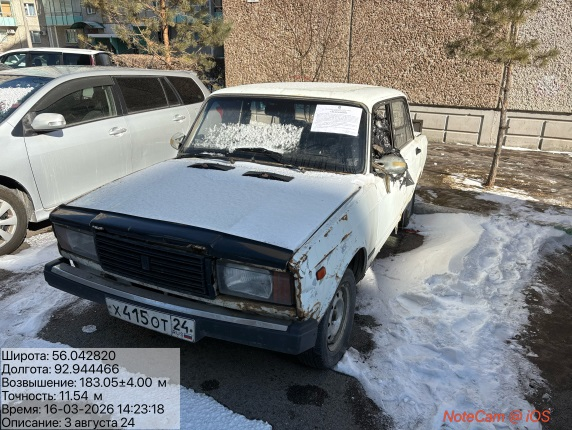 Х415ОТ 24
Широта: 56.042820
Долгота: 92.944466
Возвышение: 183.05±4.00 м
Точность: 11.54 м
Время: 16-03-2026 14:23:18
Описание: 3 августа 24
NoteCam @ iOS